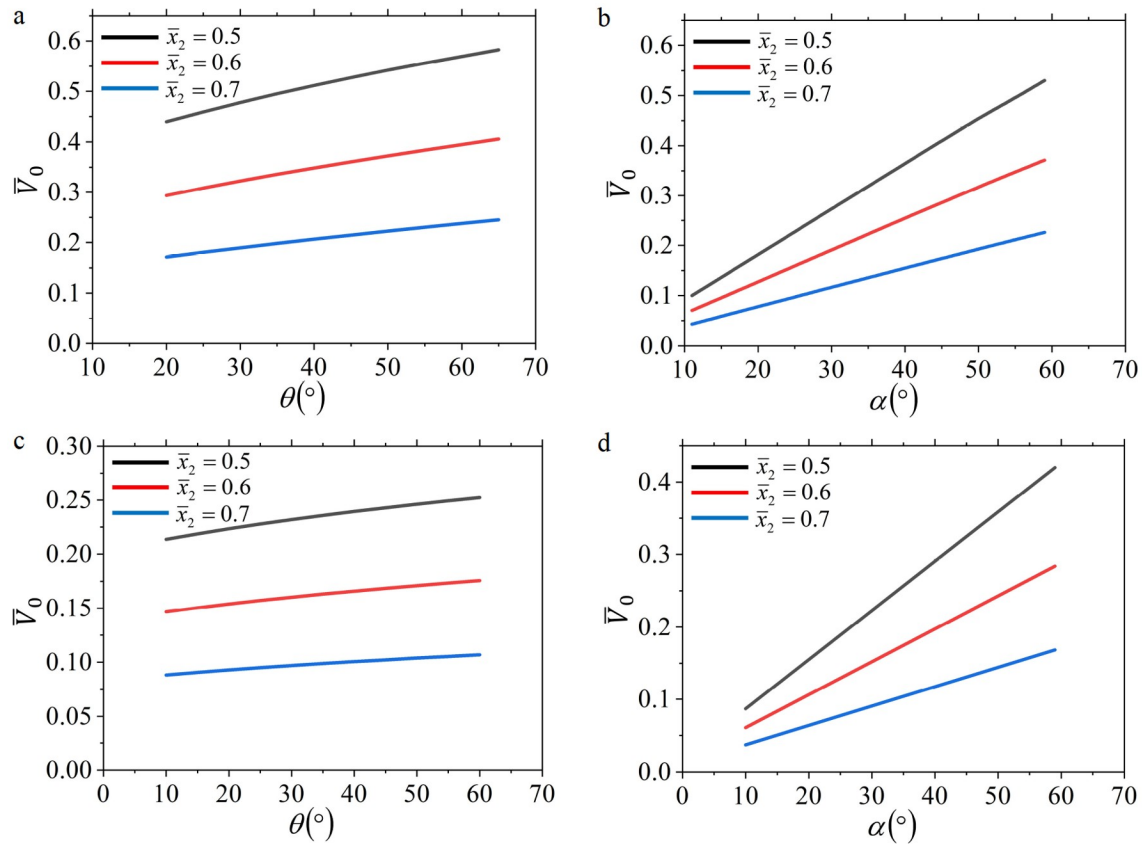 a
0.6
0.5
0.4
0.3
0.2
0.1
0.0
V̅₀
x̅₂ = 0.5
x̅₂ = 0.6
x̅₂ = 0.7
10 20 30 40 50 60 70
θ(°)
b
0.6
0.5
0.4
0.3
0.2
0.1
0.0
V̅₀
x̅₂ = 0.5
x̅₂ = 0.6
x̅₂ = 0.7
10 20 30 40 50 60 70
α(°)
c
0.30
0.25
0.20
0.15
0.10
0.05
0.00
V̅₀
x̅₂ = 0.5
x̅₂ = 0.6
x̅₂ = 0.7
0 10 20 30 40 50 60 70
θ(°)
d
0.4
0.3
0.2
0.1
0.0
V̅₀
x̅₂ = 0.5
x̅₂ = 0.6
x̅₂ = 0.7
0 10 20 30 40 50 60 70
α(°)